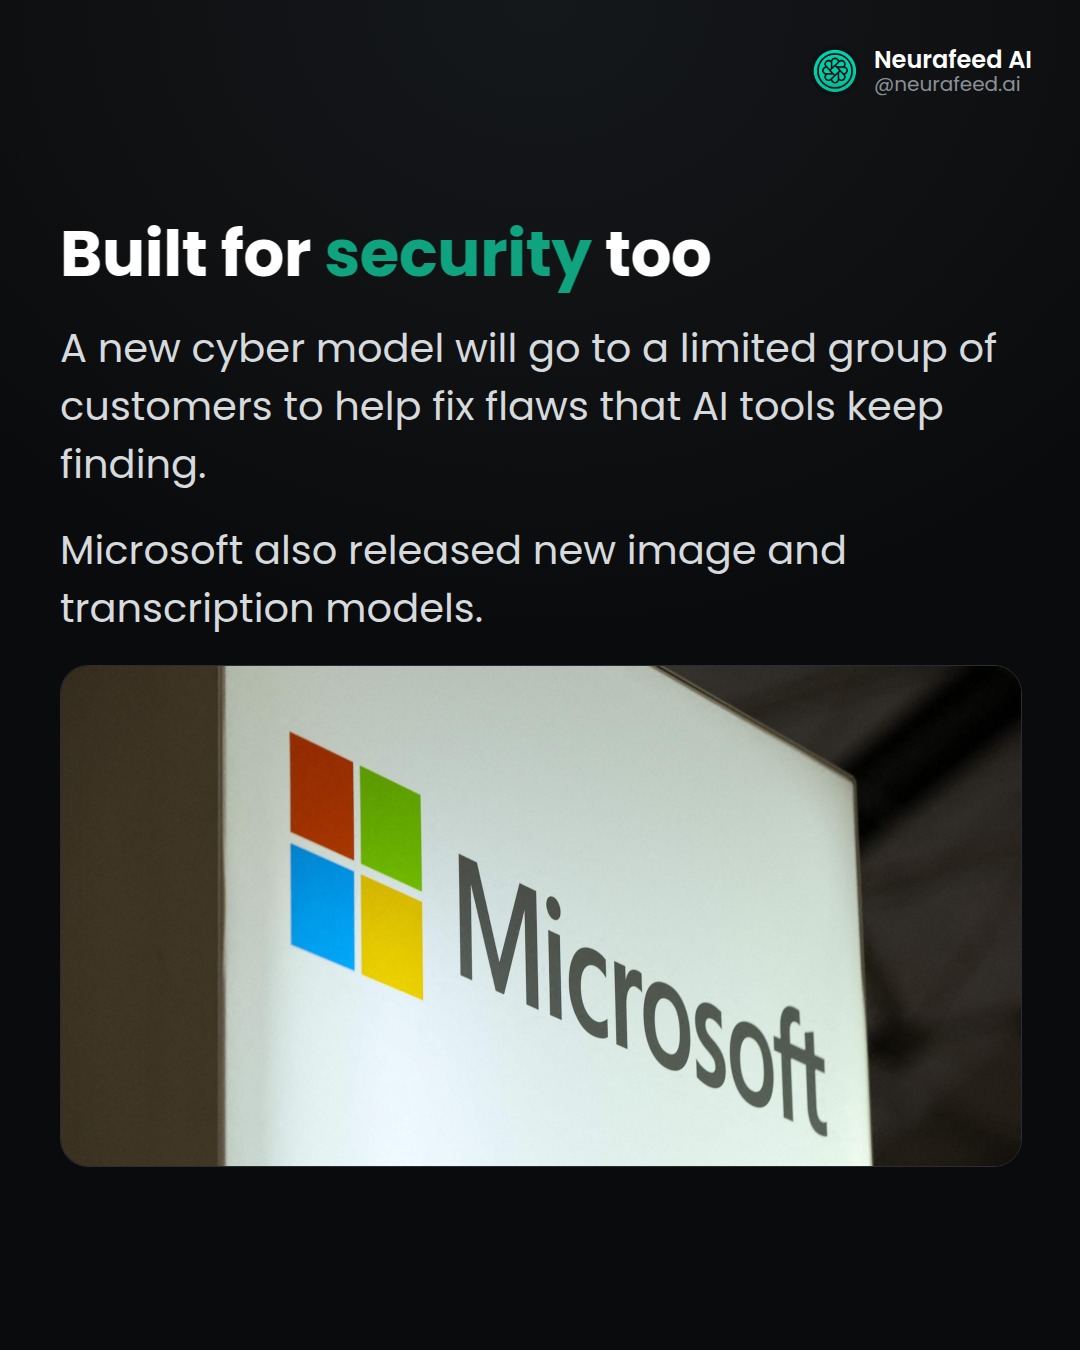 Neurafeed AI
@neurafeed.ai
Built for security too
A new cyber model will go to a limited group of
customers to help fix flaws that AI tools keep
finding.
Microsoft also released new image and
transcription models.
Microsoft